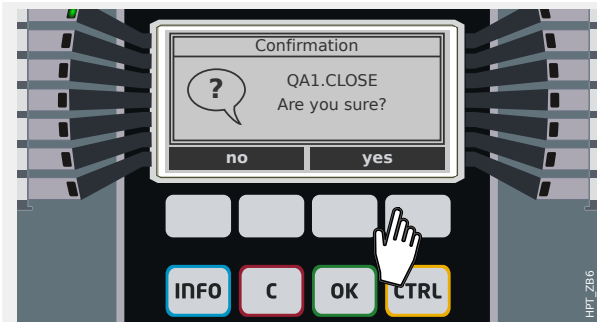 Confirmation
?
QA1.CLOSE
Are you sure?
no yes
INFO C OK CTRL
HPT_ZB6